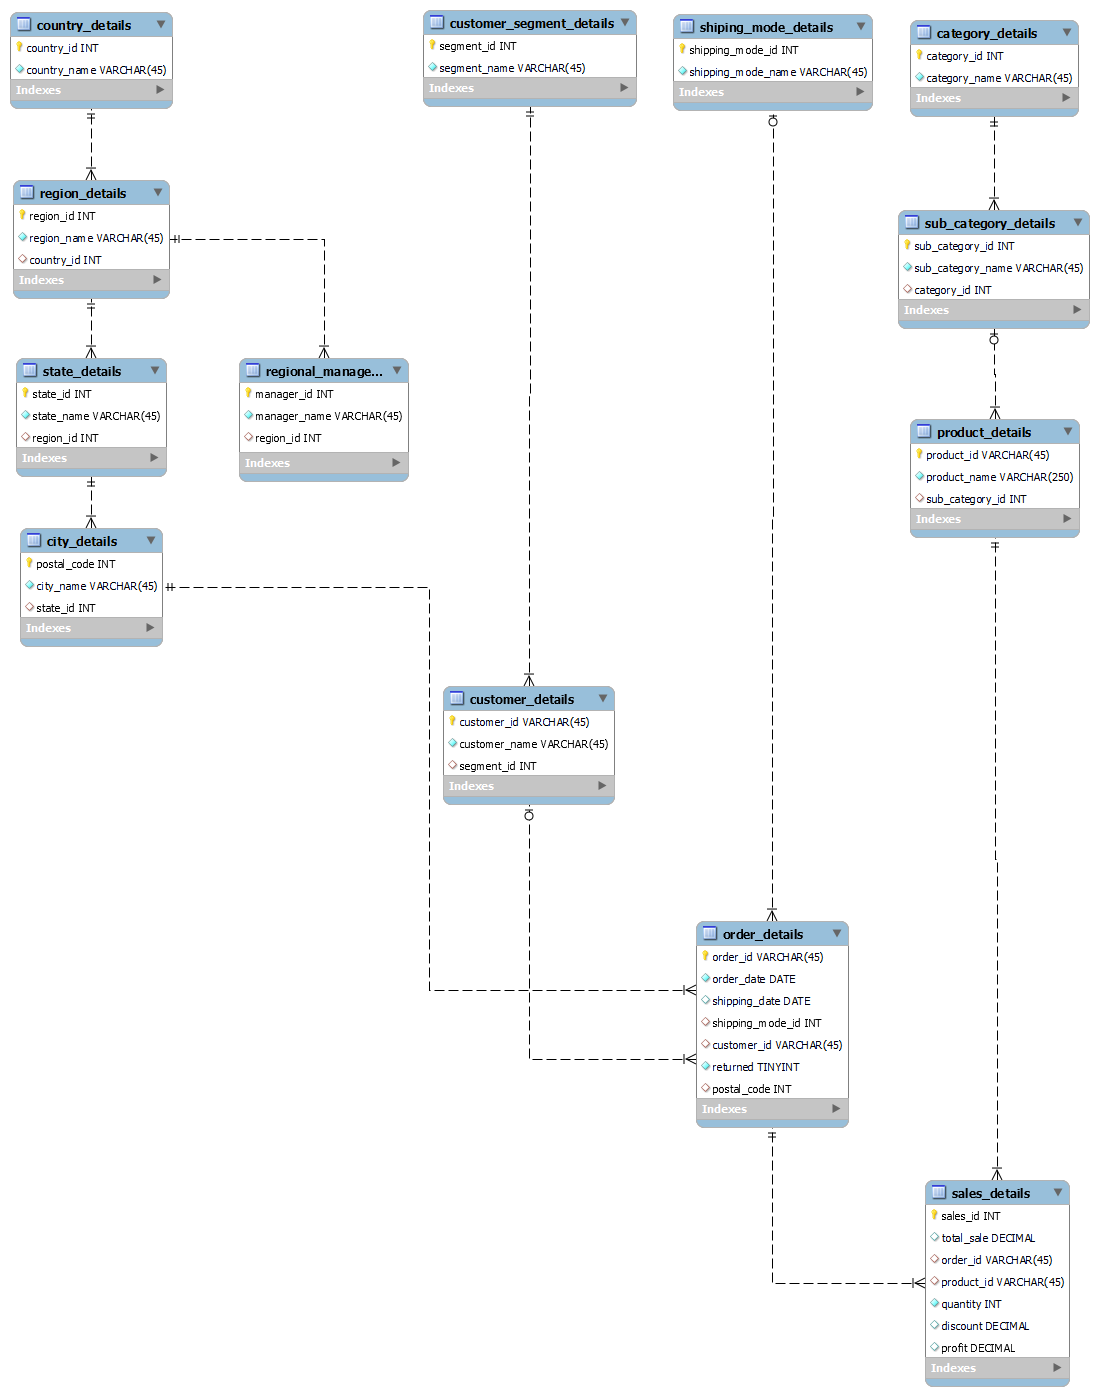 country_details
country_id INT
country_name VARCHAR(45)
Indexes
customer_segment_details
segment_id INT
segment_name VARCHAR(45)
Indexes
shiping_mode_details
shipping_mode_id INT
shipping_mode_name VARCHAR(45)
Indexes
category_details
category_id INT
category_name VARCHAR(45)
Indexes
region_details
region_id INT
region_name VARCHAR(45)
country_id INT
Indexes
sub_category_details
sub_category_id INT
sub_category_name VARCHAR(45)
category_id INT
Indexes
state_details
state_id INT
state_name VARCHAR(45)
region_id INT
Indexes
regional_manage...
manager_id INT
manager_name VARCHAR(45)
region_id INT
Indexes
product_details
product_id VARCHAR(45)
product_name VARCHAR(250)
sub_category_id INT
Indexes
city_details
postal_code INT
city_name VARCHAR(45)
state_id INT
Indexes
customer_details
customer_id VARCHAR(45)
customer_name VARCHAR(45)
segment_id INT
Indexes
order_details
order_id VARCHAR(45)
order_date DATE
shipping_date DATE
shipping_mode_id INT
customer_id VARCHAR(45)
returned TINYINT
postal_code INT
Indexes
sales_details
sales_id INT
total_sale DECIMAL
order_id VARCHAR(45)
product_id VARCHAR(45)
quantity INT
discount DECIMAL
profit DECIMAL
Indexes